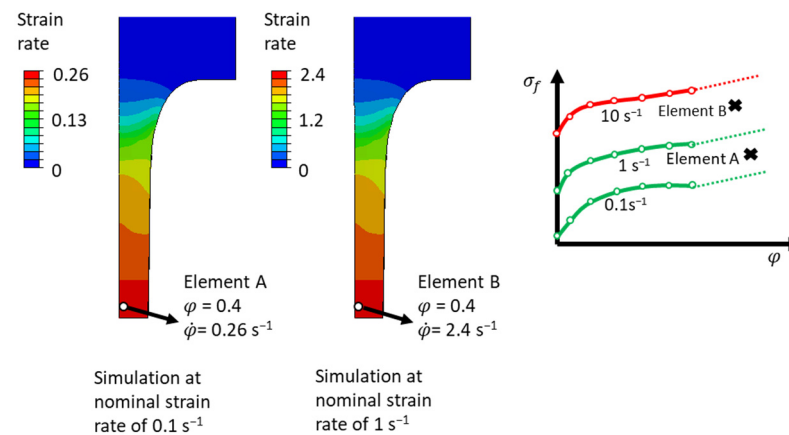 Strain
rate
0.26
0.13
0
Element A
φ = 0.4
φ̇= 0.26 s⁻¹
Simulation at
nominal strain
rate of 0.1 s⁻¹
Strain
rate
2.4
1.2
0
Element B
φ = 0.4
φ̇= 2.4 s⁻¹
Simulation at
nominal strain
rate of 1 s⁻¹
σf
10 s⁻¹
Element B
1 s⁻¹
Element A
0.1s⁻¹
φ